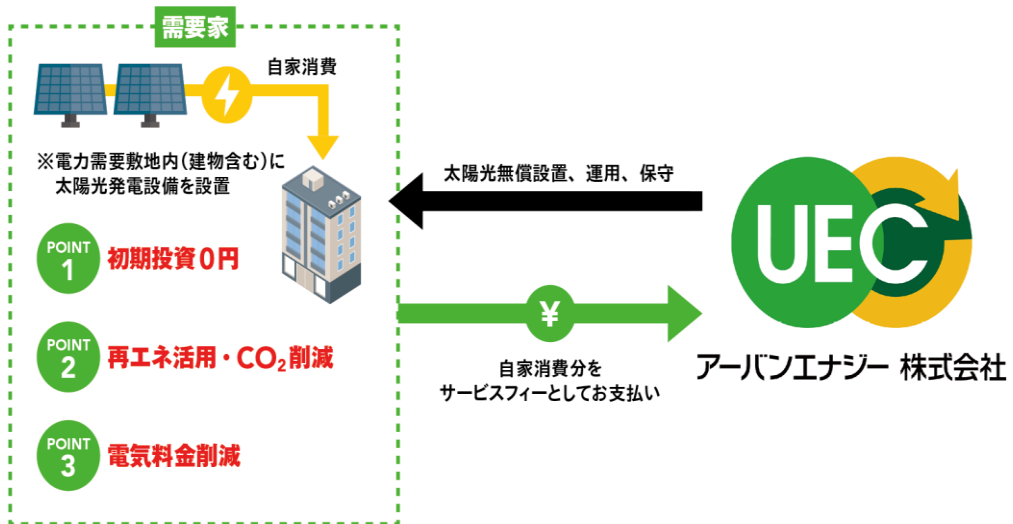 需要家
自家消費
※電力需要敷地内(建物含む)に
太陽光発電設備を設置
POINT
1
初期投資0円
POINT
2
再エネ活用・CO₂削減
POINT
3
電気料金削減
太陽光無償設置、運用、保守
¥
自家消費分を
サービスフィーとしてお支払い
UEC
アーバンエナジー 株式会社